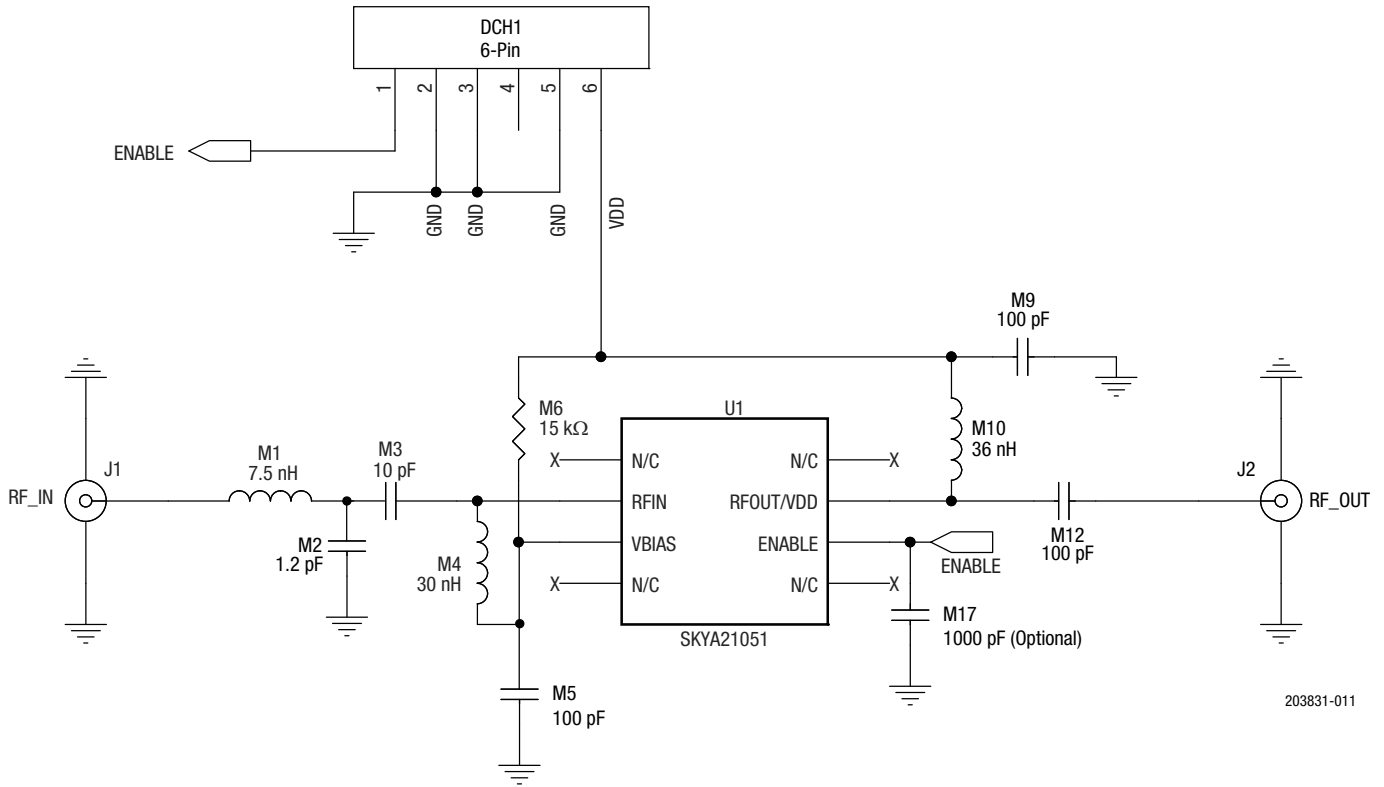 DCH1
6-Pin
1
2
3
4
5
6
ENABLE
GND
GND
GND
VDD
M9
100 pF
M6
15 kΩ
U1
M10
36 nH
J1
M1
7.5 nH
M3
10 pF
X
N/C
N/C
X
J2
RF_IN
RFIN
RFOUT/VDD
RF_OUT
M2
1.2 pF
M4
30 nH
VBIAS
ENABLE
ENABLE
M12
100 pF
X
N/C
N/C
X
M17
1000 pF (Optional)
SKYA21051
M5
100 pF
203831-011